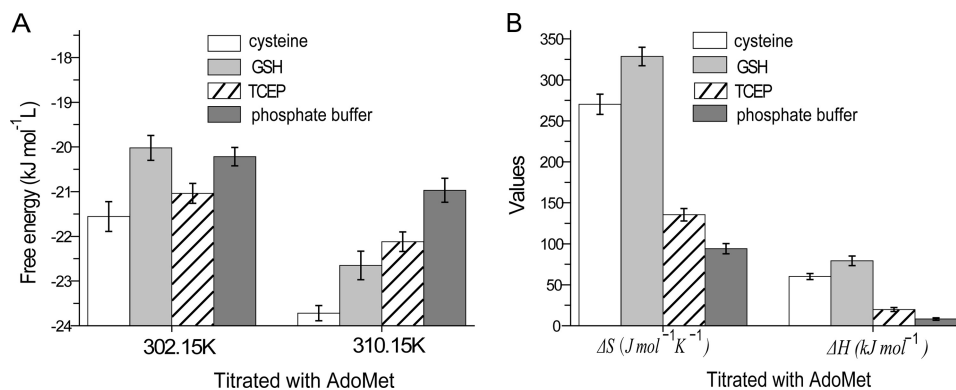 A
Free energy (kJ mol⁻¹L)
-18
-19
-20
-21
-22
-23
-24
cysteine
GSH
TCEP
phosphate buffer
302.15K
310.15K
Titrated with AdoMet
B
Values
350
300
250
200
150
100
50
0
cysteine
GSH
TCEP
phosphate buffer
ΔS (J mol⁻¹K⁻¹)
ΔH (kJ mol⁻¹)
Titrated with AdoMet